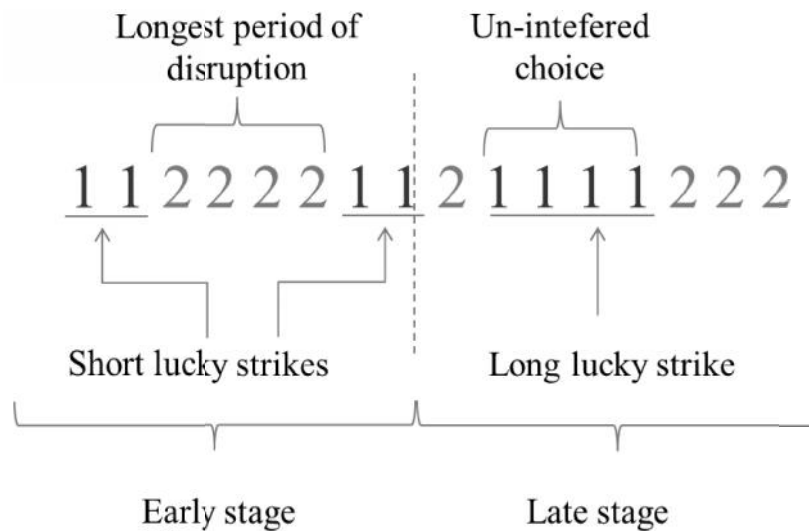 Longest period of
disruption
Un-intefered
choice
1 1 2 2 2 2 1 1 2 1 1 1 1 2 2 2
Short lucky strikes
Long lucky strike
Early stage
Late stage